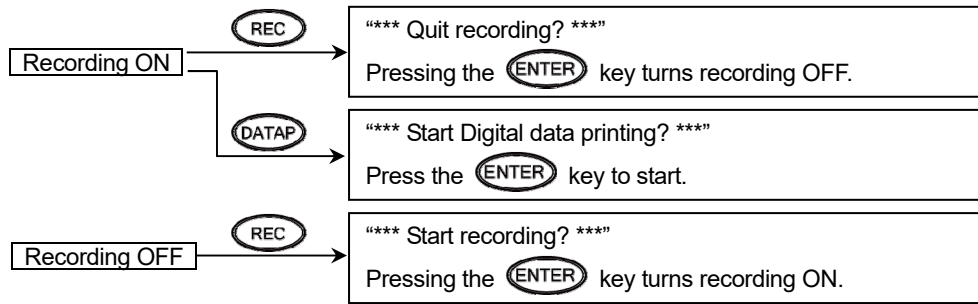 REC
"*** Quit recording? ***"
Recording ON
Pressing the ENTER key turns recording OFF.
DATAP
"*** Start Digital data printing? ***"
Press the ENTER key to start.
REC
"*** Start recording? ***"
Recording OFF
Pressing the ENTER key turns recording ON.